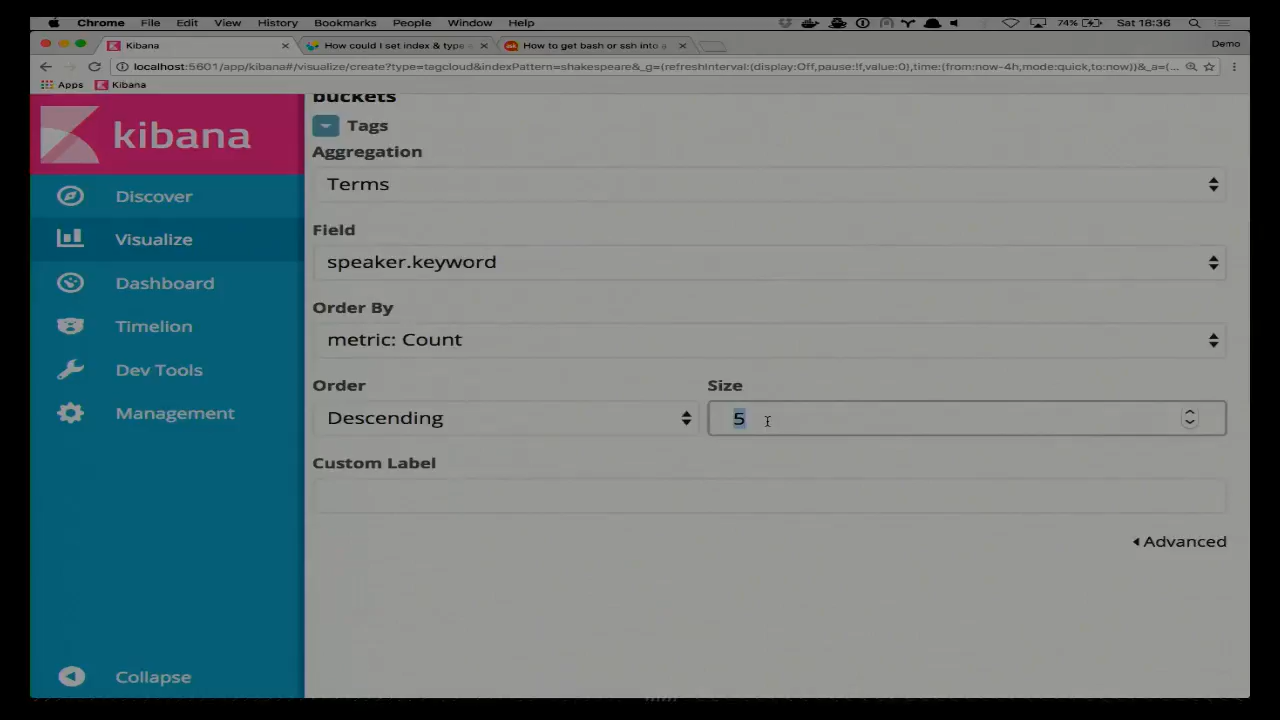 Chrome File Edit View History Bookmarks People Window Help 74% Sat 18:36
Kibana How could I set index & type How to get bash or ssh into a Demo
localhost:5601/app/kibana#/visualize/create?type=tagcloud&indexPattern=shakespeare&_g=(refreshInterval:(display:Off,pause:!f,value:0),time:(from:now-4h,mode:quick,to:now))&_a=(...
Apps Kibana
buckets
kibana
Tags
Aggregation
Terms
Discover
Field
Visualize
speaker.keyword
Dashboard
Order By
Timelion
metric: Count
Dev Tools
Order Size
Management
Descending 5
Custom Label
Advanced
Collapse